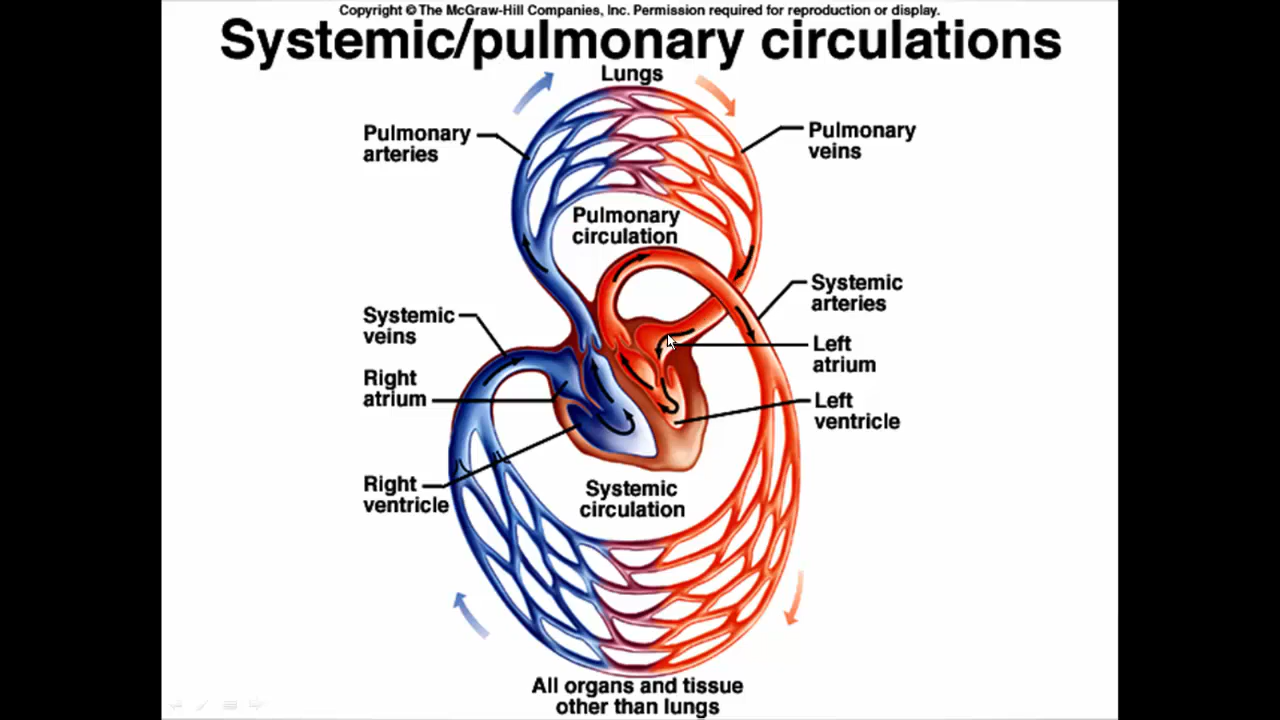 Copyright © The McGraw-Hill Companies, Inc. Permission required for reproduction or display.
Systemic/pulmonary circulations
Lungs
Pulmonary
arteries
Pulmonary
veins
Pulmonary
circulation
Systemic
arteries
Systemic
veins
Left
atrium
Right
atrium
Left
ventricle
Right
ventricle
Systemic
circulation
All organs and tissue
other than lungs